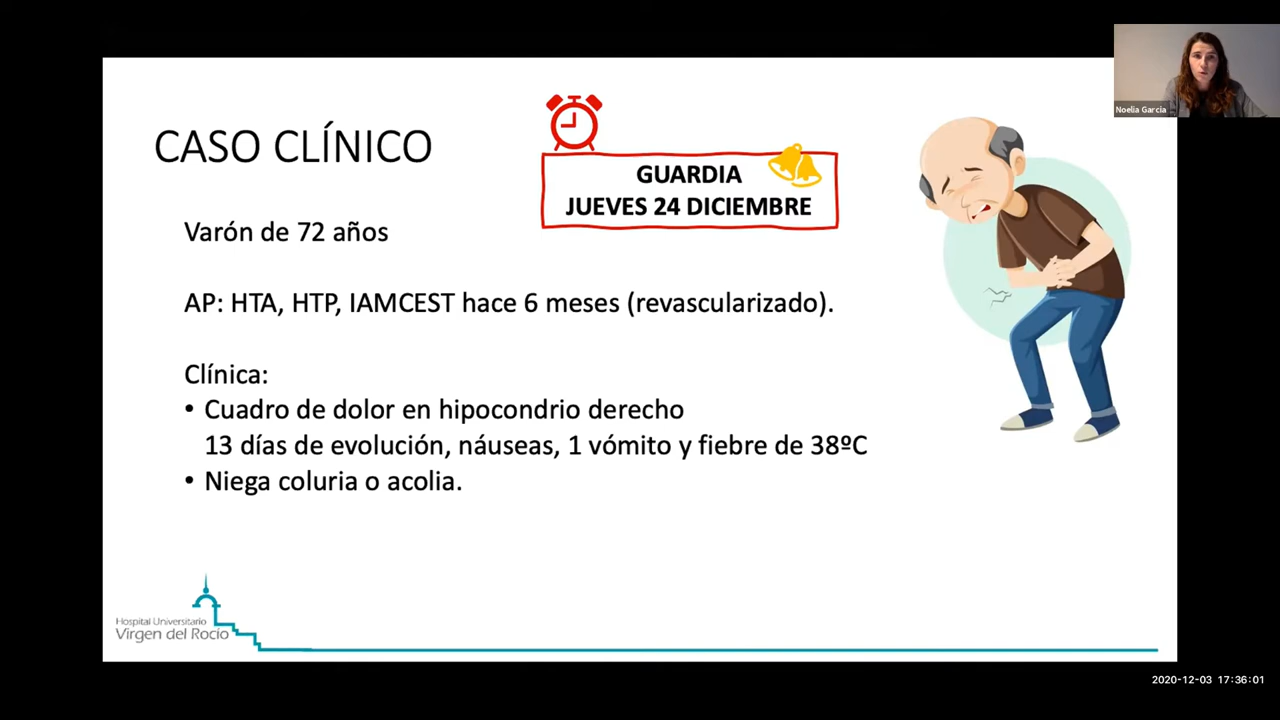 Noelia García
CASO CLÍNICO
GUARDIA
JUEVES 24 DICIEMBRE
Varón de 72 años
AP: HTA, HTP, IAMCEST hace 6 meses (revascularizado).
Clínica:
• Cuadro de dolor en hipocondrio derecho
13 días de evolución, náuseas, 1 vómito y fiebre de 38ºC
• Niega coluria o acolia.
Hospital Universitario
Virgen del Rocío
2020-12-03 17:36:01